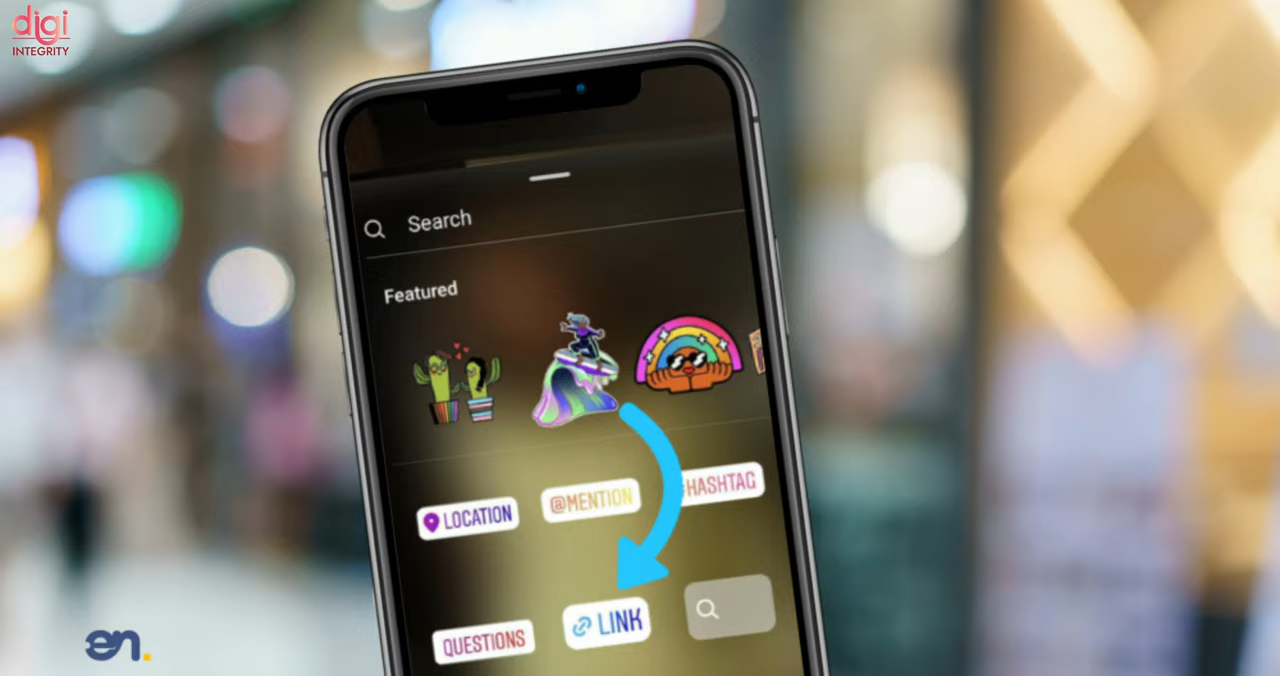 digi
INTEGRITY
Search
Featured
LOCATION
@MENTION
#HASHTAG
QUESTIONS
LINK
en.